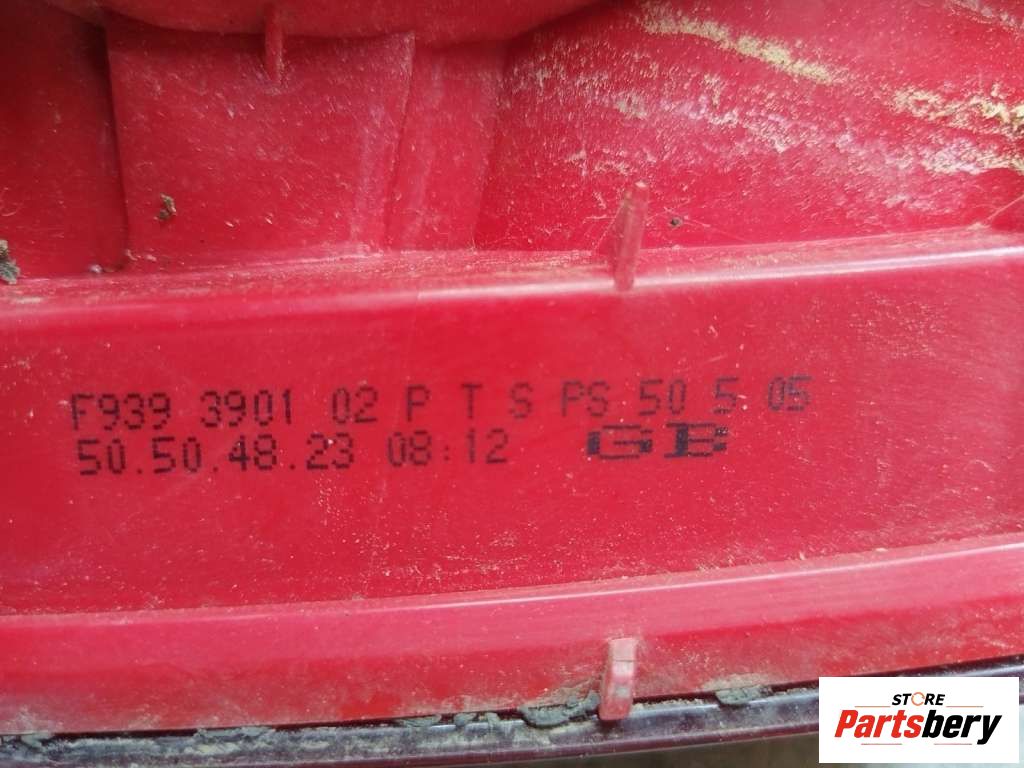 F939 3901 02 P T S PS 50 5 05
50.50.48.23 08:12 GB
STORE
Partsbery